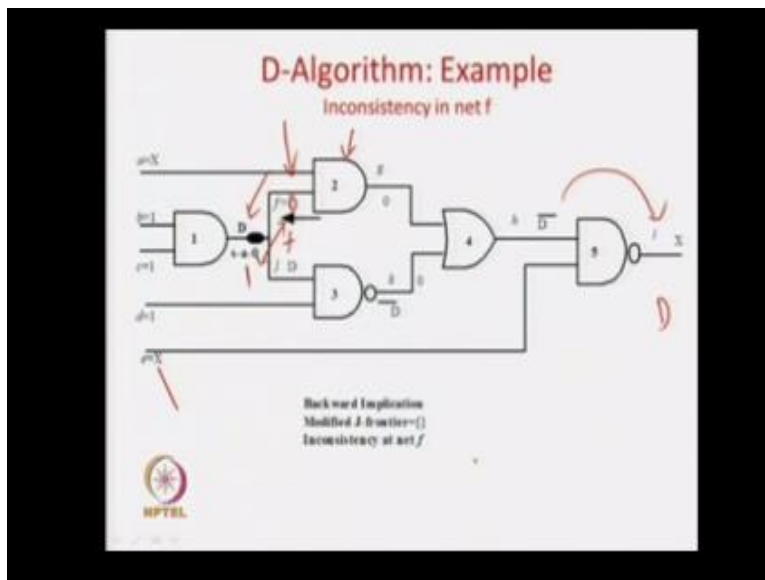 D-Algorithm: Example
Inconsistency in net f
a=X
2
g
0
D
1
s-a-0
c=1
j D
3
k
0
D
4
h
D
5
i
X
D
d=1
e=X
Backward Implication
Modified J-frontier={}
Inconsistency at net f
NPTEL